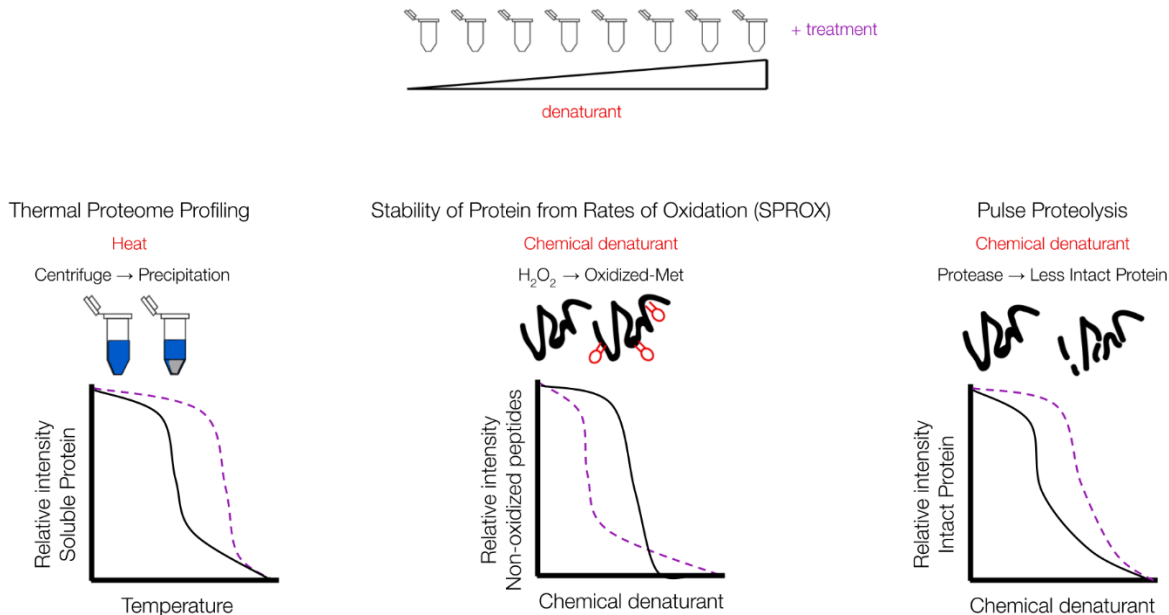 + treatment
denaturant
Thermal Proteome Profiling
Heat
Centrifuge → Precipitation
Relative intensity
Soluble Protein
Temperature
Stability of Protein from Rates of Oxidation (SPROX)
Chemical denaturant
H₂O₂ → Oxidized-Met
Relative intensity
Non-oxidized peptides
Chemical denaturant
Pulse Proteolysis
Chemical denaturant
Protease → Less Intact Protein
Relative intensity
Intact Protein
Chemical denaturant